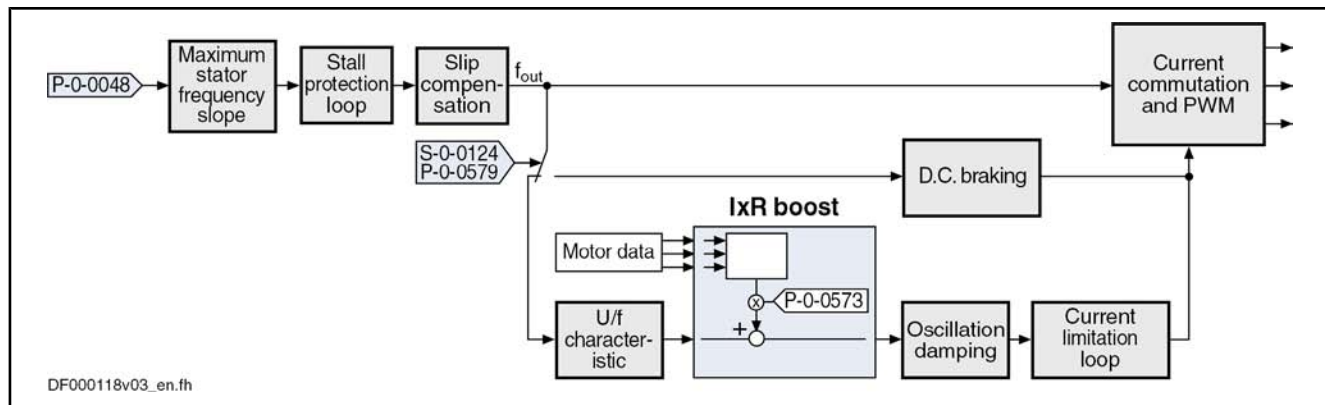 P-0-0048
Maximum
stator
frequency
slope
Stall
protection
loop
Slip
compen-
sation
fout
Current
commutation
and PWM
S-0-0124
P-0-0579
D.C. braking
IxR boost
Motor data
x
P-0-0573
+
U/f
character-
istic
Oscillation
damping
Current
limitation
loop
DF000118v03_en.fh